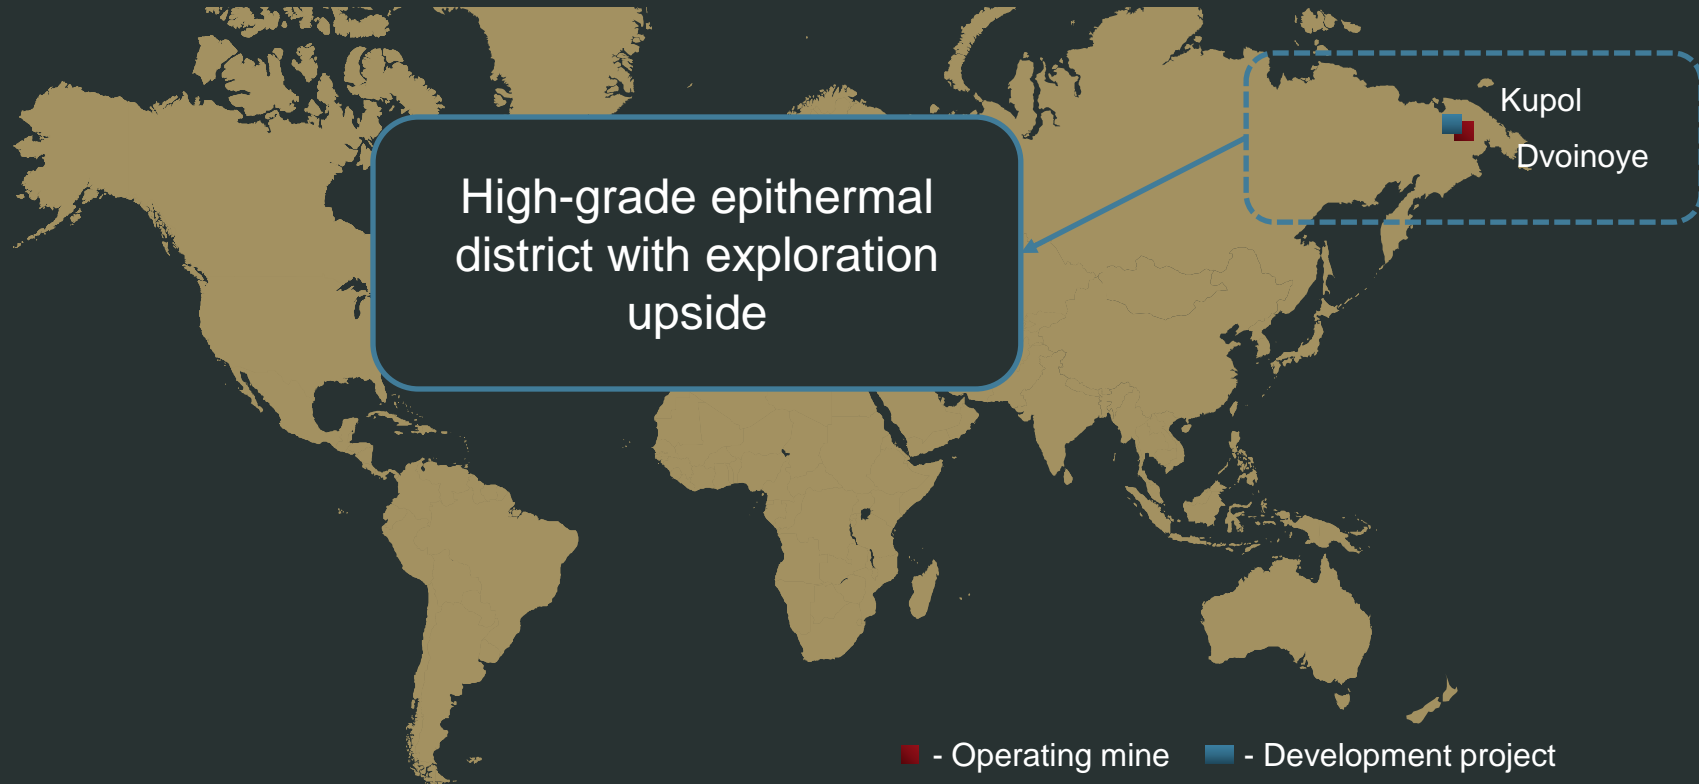 Kupol
Dvoinoye
High-grade epithermal
district with exploration
upside
- Operating mine
- Development project